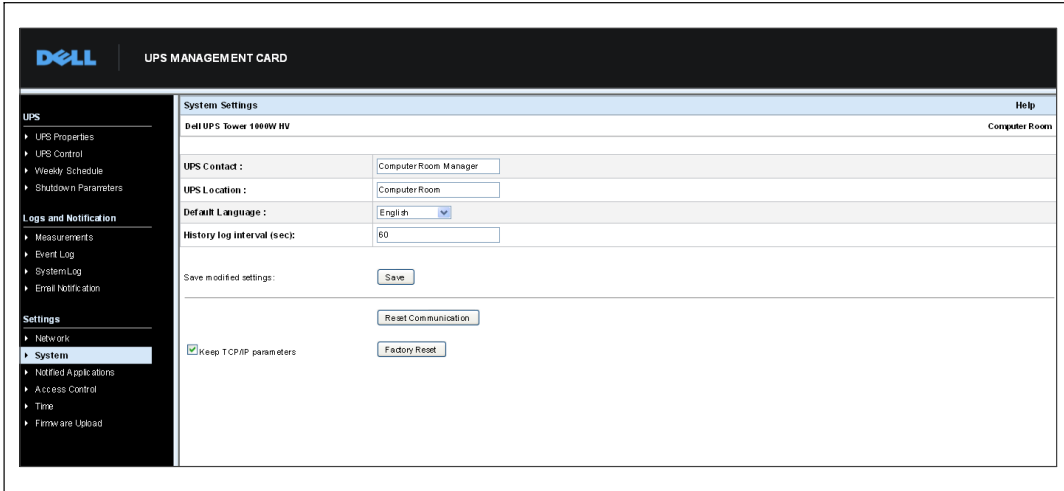 DELL
UPS MANAGEMENT CARD
UPS
UPS Properties
UPS Control
Weekly Schedule
Shutdown Parameters
Logs and Notification
Measurements
Event Log
System Log
Email Notification
Settings
Network
System
Notified Applications
Access Control
Time
Firmware Upload
System Settings Help
Dell UPS Tower 1000W HV Computer Room
UPS Contact : Computer Room Manager
UPS Location : Computer Room
Default Language : English
History log interval (sec): 60
Save modified settings: Save
Reset Communication
Keep TCP/IP parameters Factory Reset